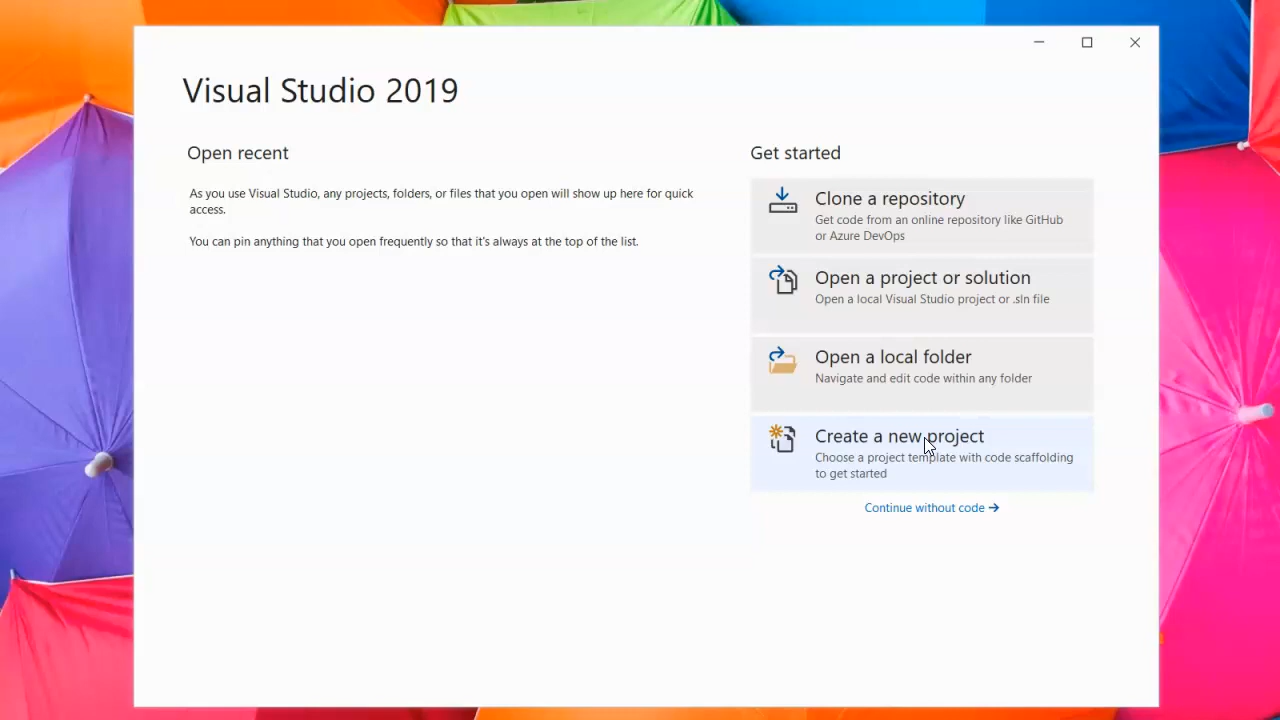 Visual Studio 2019
Open recent
As you use Visual Studio, any projects, folders, or files that you open will show up here for quick
access.
You can pin anything that you open frequently so that it's always at the top of the list.
Get started
Clone a repository
Get code from an online repository like GitHub
or Azure DevOps
Open a project or solution
Open a local Visual Studio project or .sln file
Open a local folder
Navigate and edit code within any folder
Create a new project
Choose a project template with code scaffolding
to get started
Continue without code →